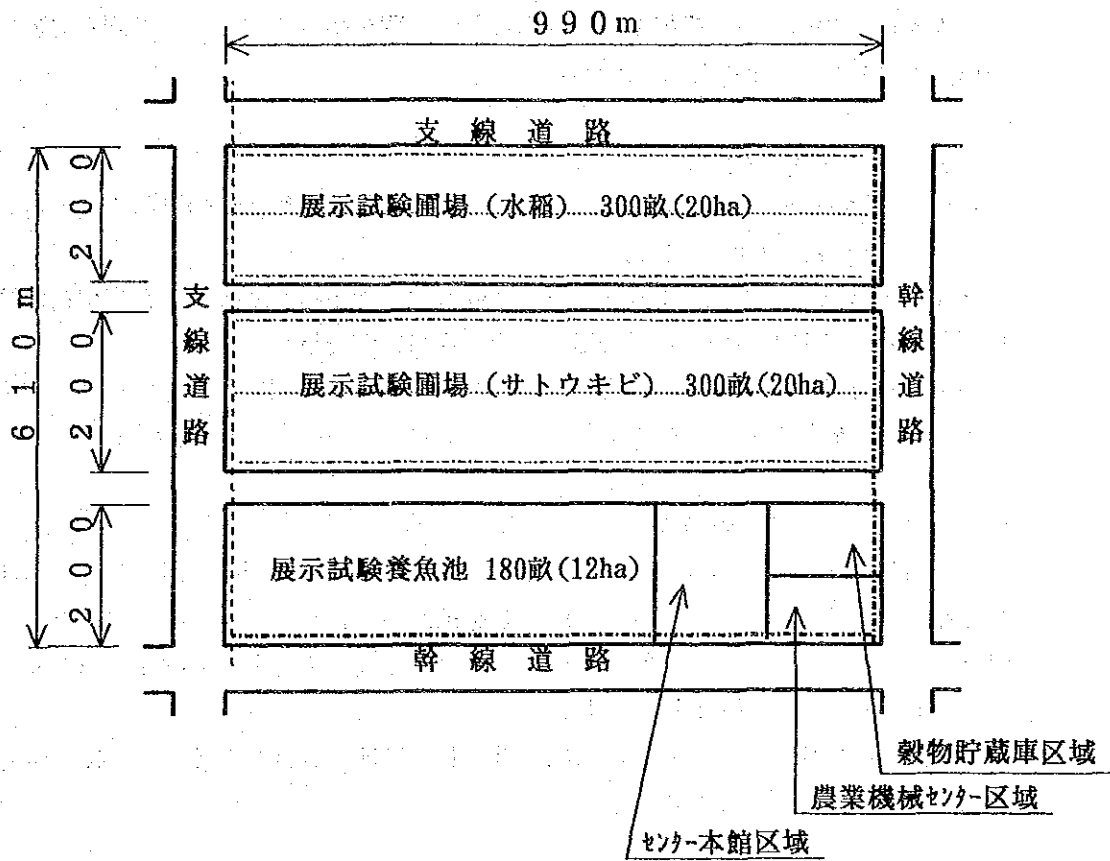 990m
支線道路
200
展示試験圃場（水稲） 300畝(20ha)
610m
支線道路
幹線道路
200
展示試験圃場（サトウキビ） 300畝(20ha)
200
展示試験養魚池 180畝(12ha)
幹線道路
穀物貯蔵庫区域
農業機械センター区域
センター本館区域